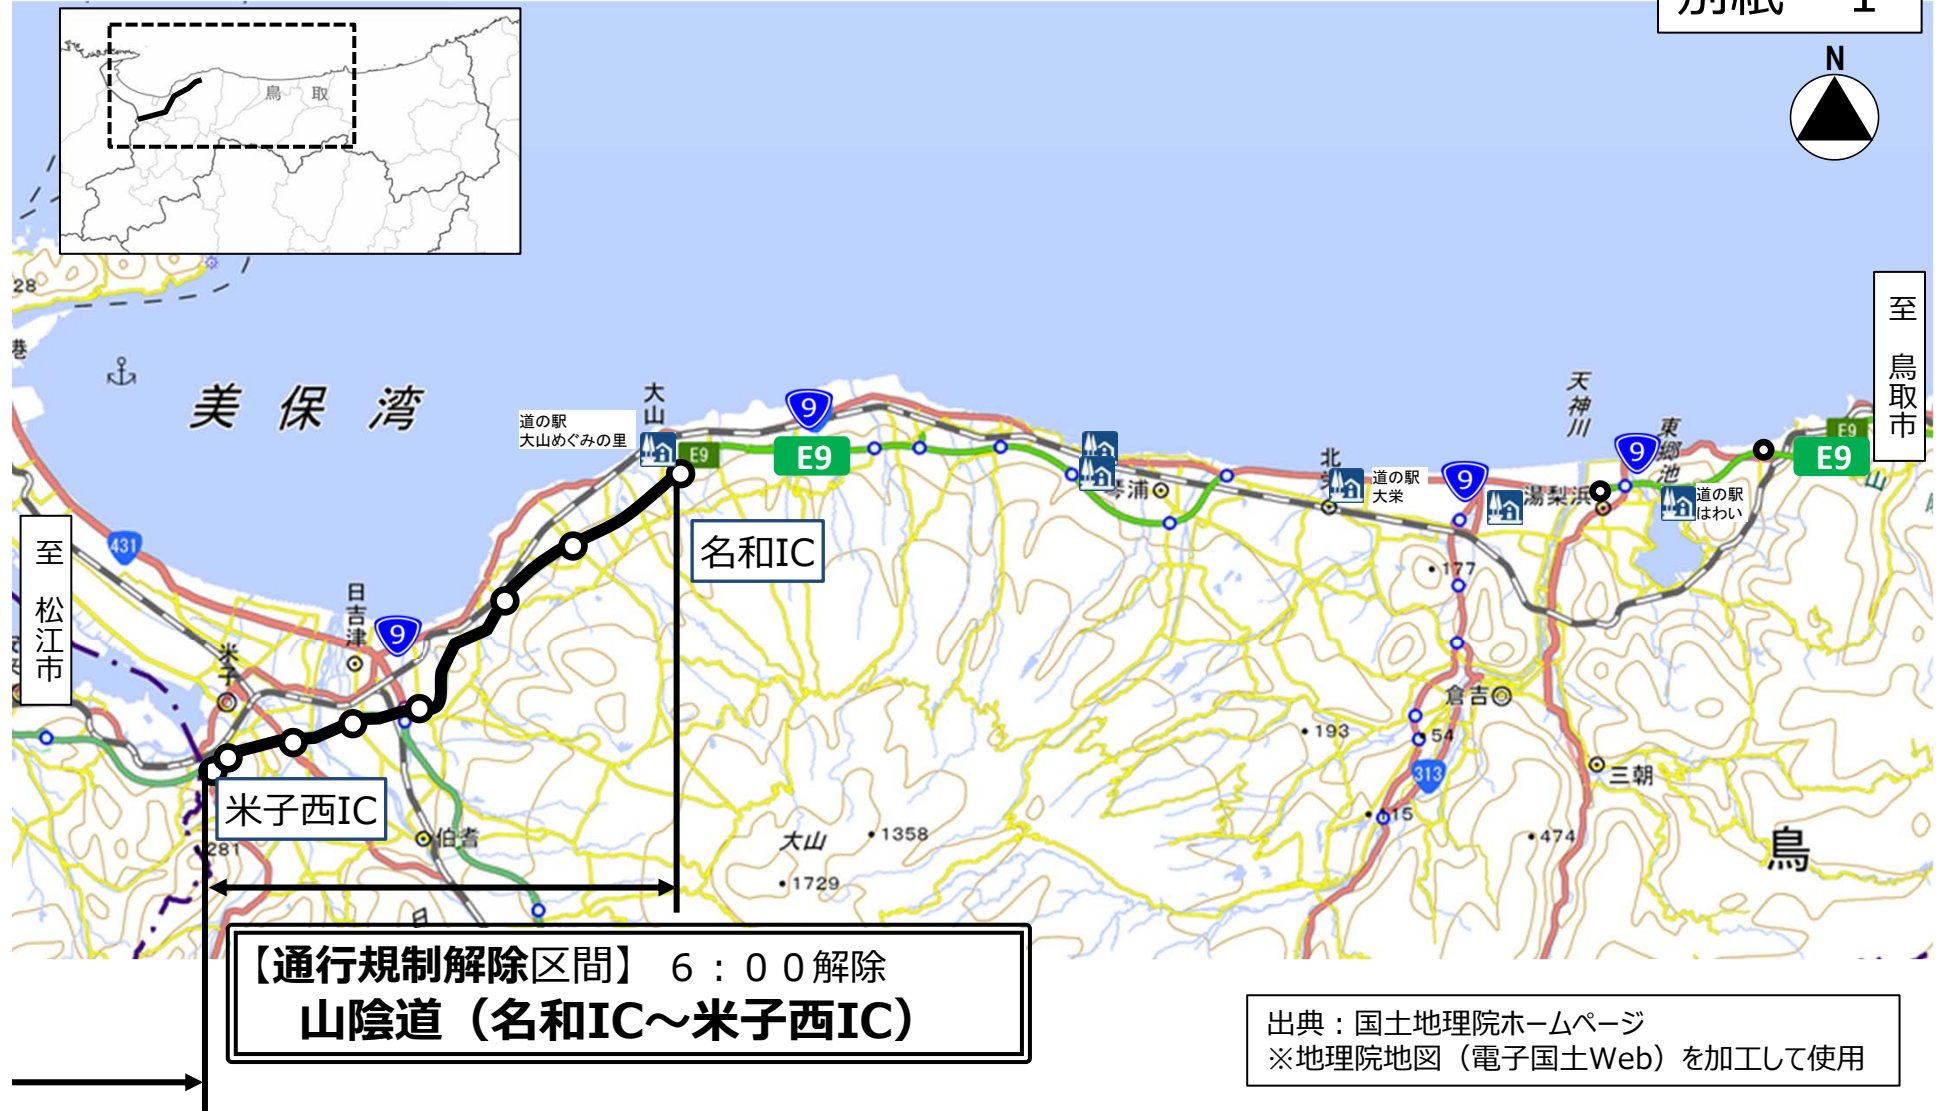 別紙 1
N
鳥 取
28
港
美保湾
大山
道の駅
大山めぐみの里
E9
9
E9
琴浦
北栄
道の駅
大栄
9
天神川
9
東郷池
湯梨浜
道の駅
はわい
E9
E9
至 鳥取市
至 松江市
431
日吉津
9
米子
名和IC
177
倉吉
193
54
313
三朝
15
474
鳥
山
米子西IC
281
伯耆
大山
1358
1729
日
【通行規制解除区間】 6：00解除
山陰道（名和IC～米子西IC）
出典：国土地理院ホームページ
※地理院地図（電子国土Web）を加工して使用